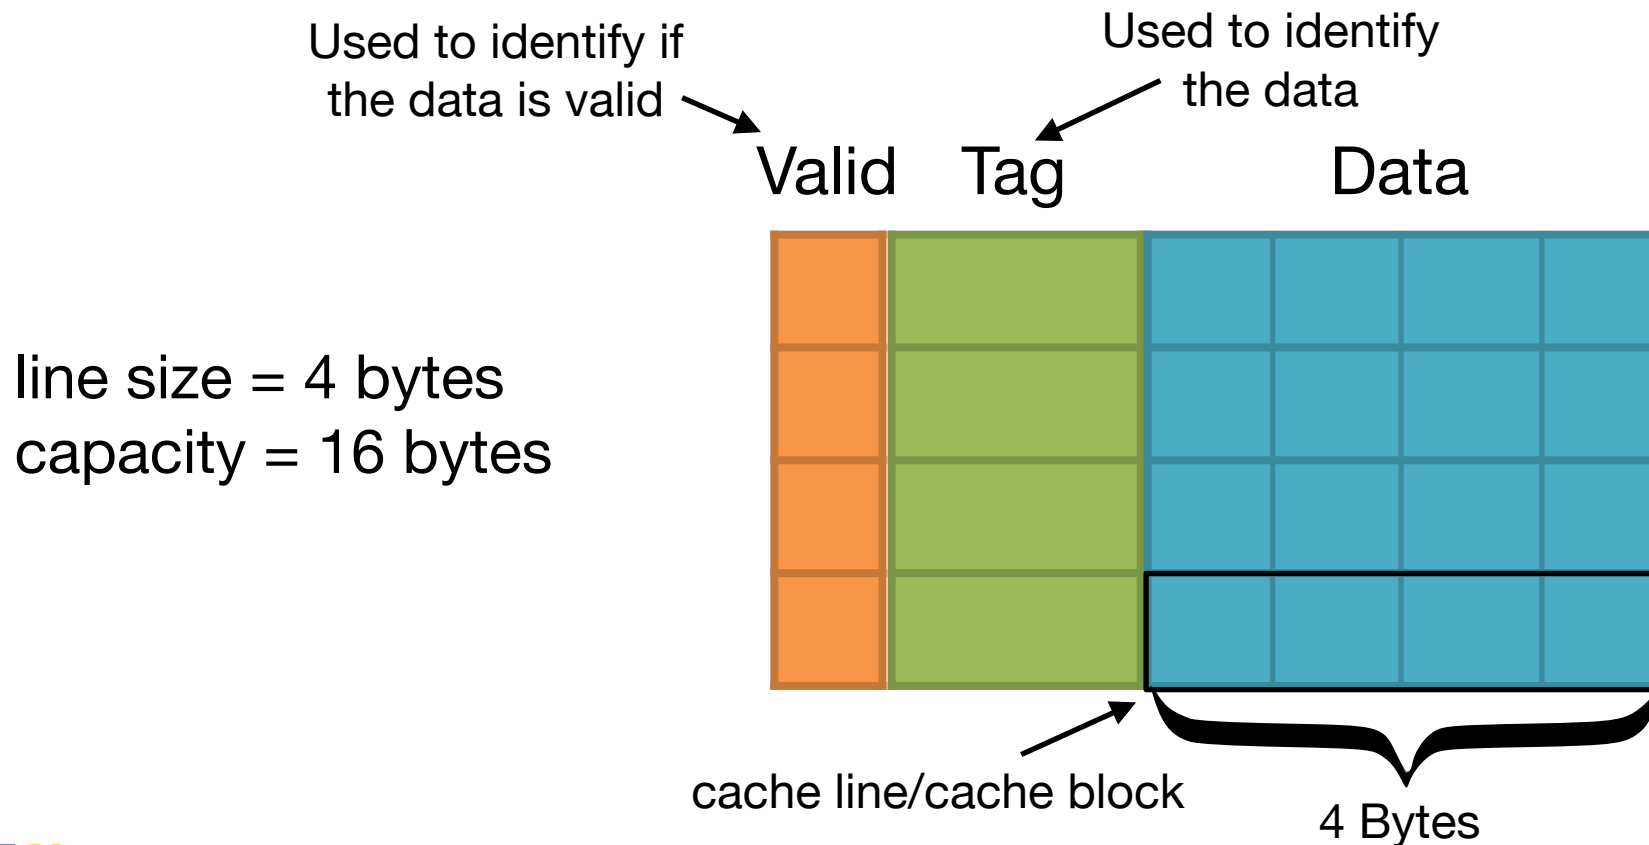 Used to identify if
the data is valid
Used to identify
the data
Valid Tag Data
line size = 4 bytes
capacity = 16 bytes
cache line/cache block
4 Bytes